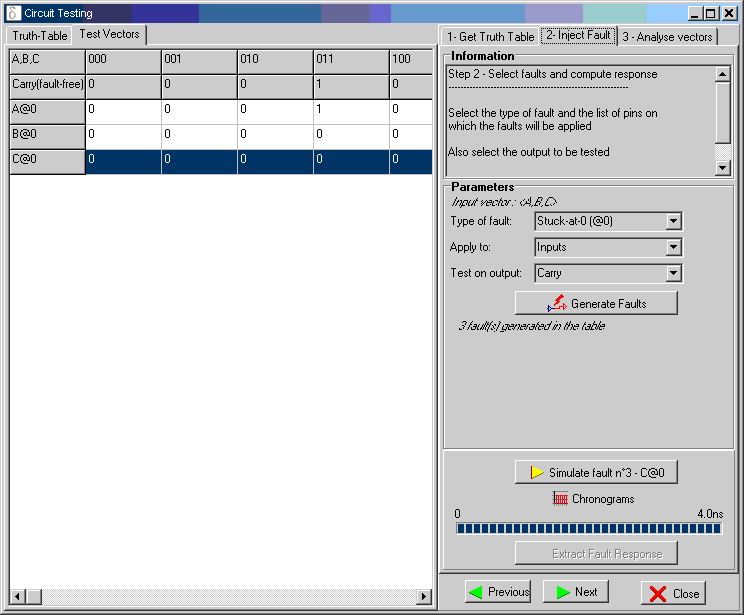 Circuit Testing
Truth-Table Test Vectors
A,B,C 000 001 010 011 100
Carry(fault-free) 0 0 0 1 0
A@0 0 0 0 1 0
B@0 0 0 0 0 0
C@0 0 0 0 0 0
1- Get Truth Table 2- Inject Fault 3 - Analyse vectors
Information
Step 2 - Select faults and compute response
------------------------------------------------------------
Select the type of fault and the list of pins on
which the faults will be applied
Also select the output to be tested
Parameters
Input vector : <A,B,C>
Type of fault: Stuck-at-0 (@0)
Apply to: Inputs
Test on output: Carry
Generate Faults
3 fault(s) generated in the table
Simulate fault n°3 - C@0
Chronograms
0 4.0ns
Extract Fault Response
Previous Next Close